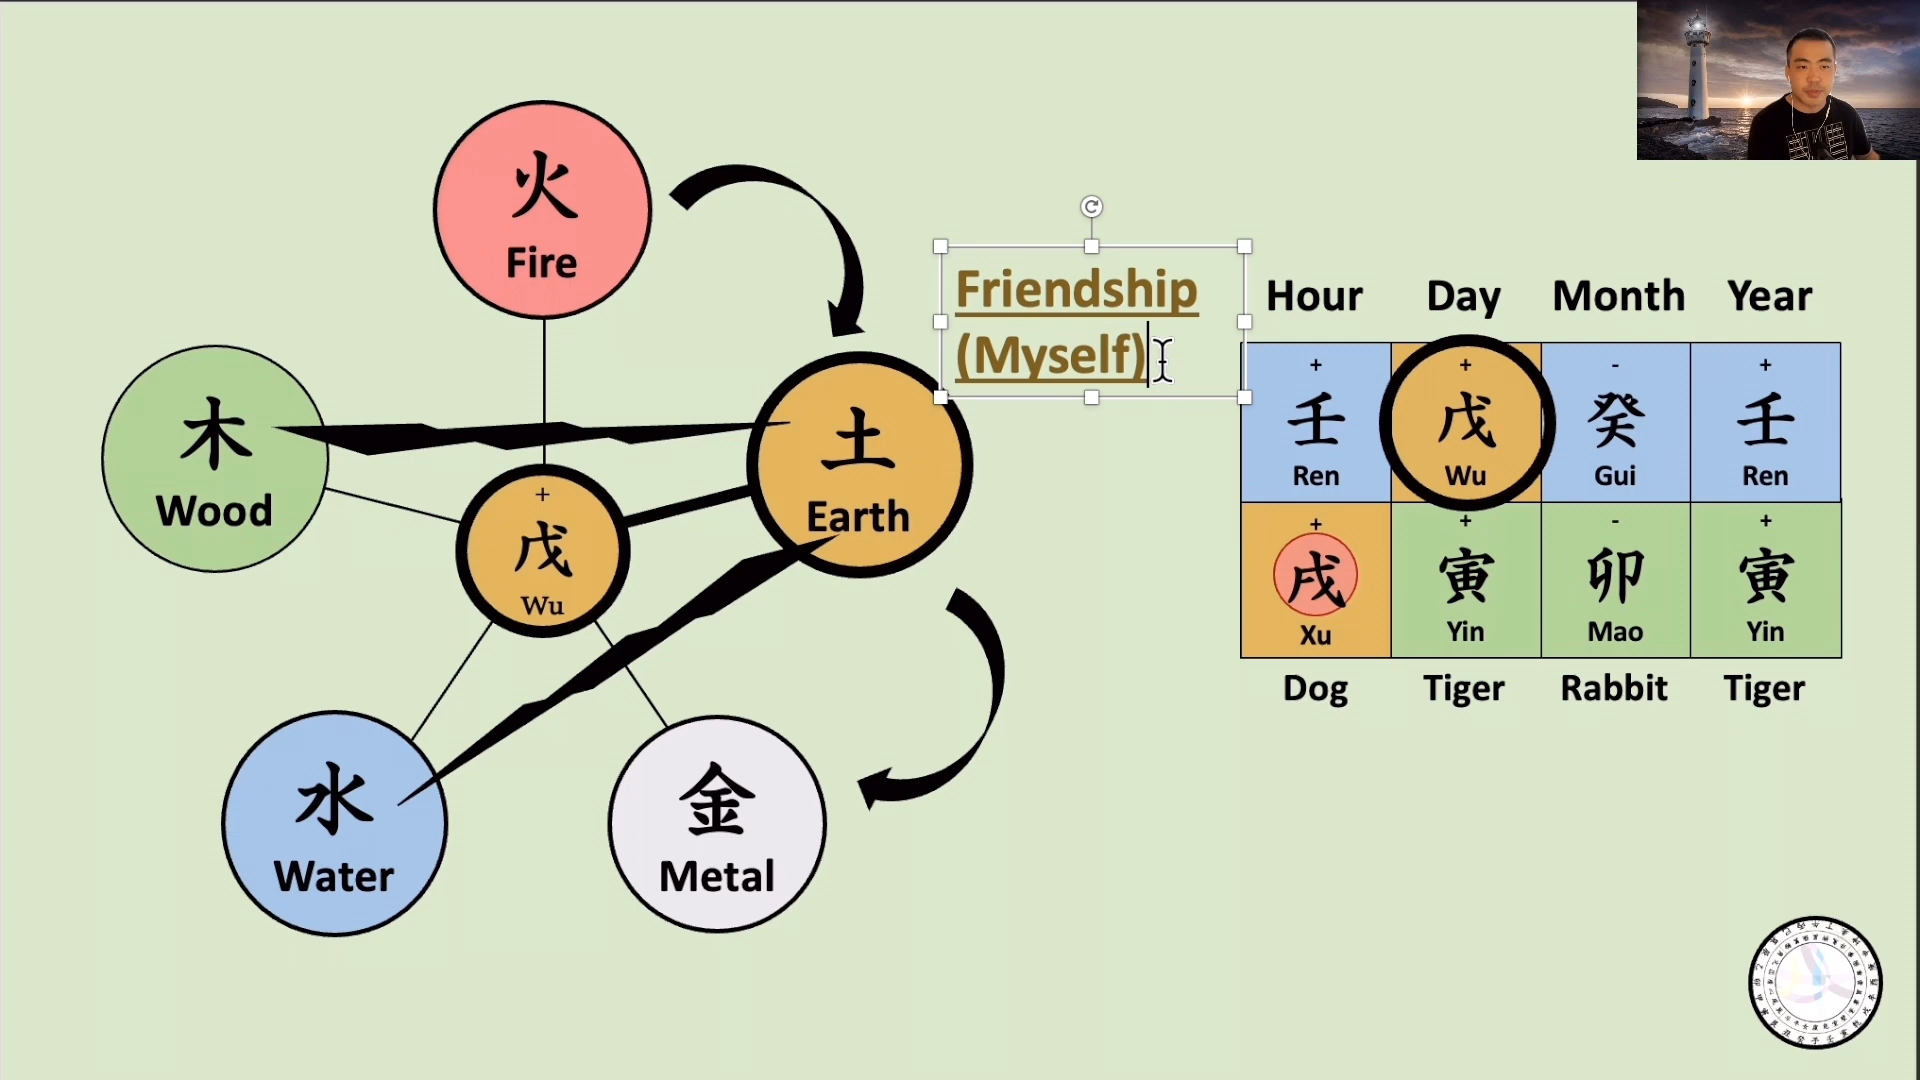 火
Fire
木
Wood
土
Earth
+
戊
Wu
水
Water
金
Metal
Friendship
(Myself)
Hour Day Month Year
+ + - +
壬 戊 癸 壬
Ren Wu Gui Ren
+ + - +
戌 寅 卯 寅
Xu Yin Mao Yin
Dog Tiger Rabbit Tiger